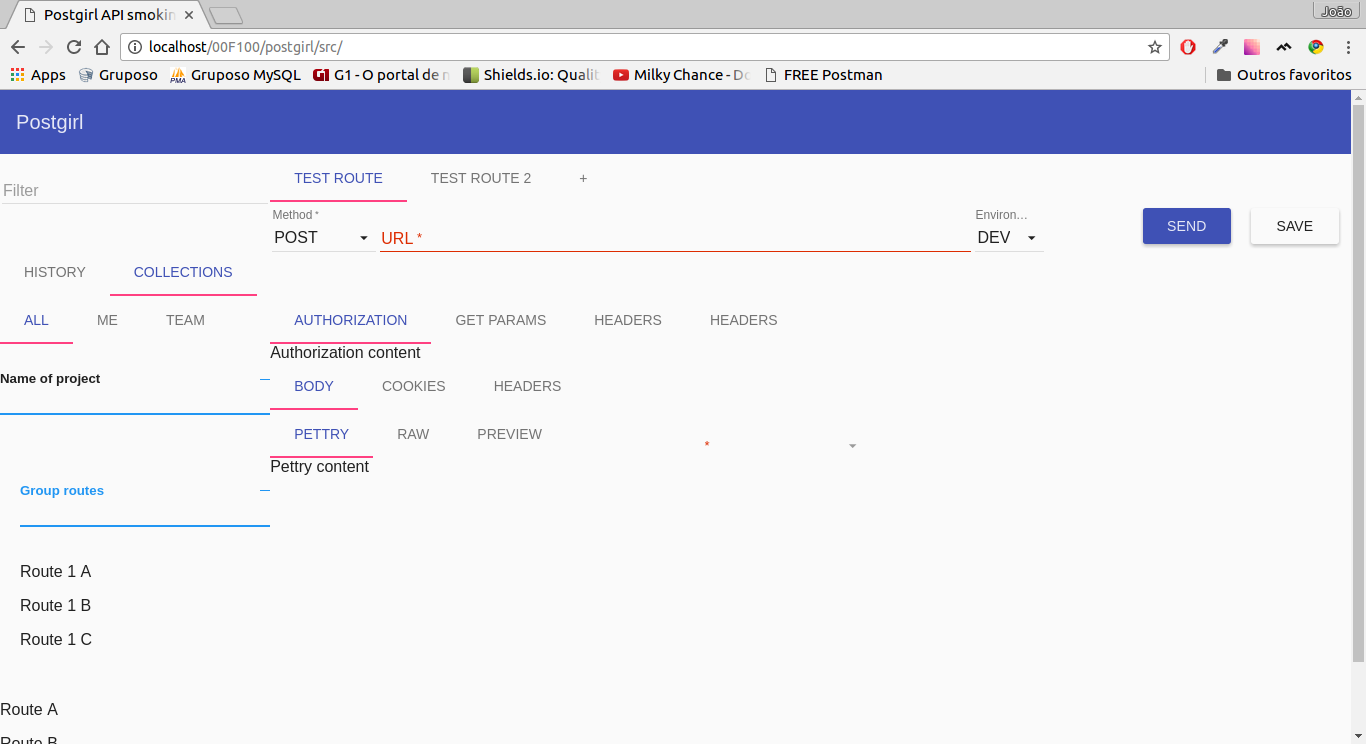 Postgirl API smokin
João
localhost/00F100/postgirl/src/
Apps Gruposo Gruposo MySQL G1 - O portal de n Shields.io: Qualit Milky Chance - Do FREE Postman Outros favoritos
Postgirl
Filter
TEST ROUTE TEST ROUTE 2 +
Method * Environ...
POST URL * DEV SEND SAVE
HISTORY COLLECTIONS
ALL ME TEAM AUTHORIZATION GET PARAMS HEADERS HEADERS
Authorization content
Name of project BODY COOKIES HEADERS
PETTRY RAW PREVIEW *
Pettry content
Group routes
Route 1 A
Route 1 B
Route 1 C
Route A
Route B